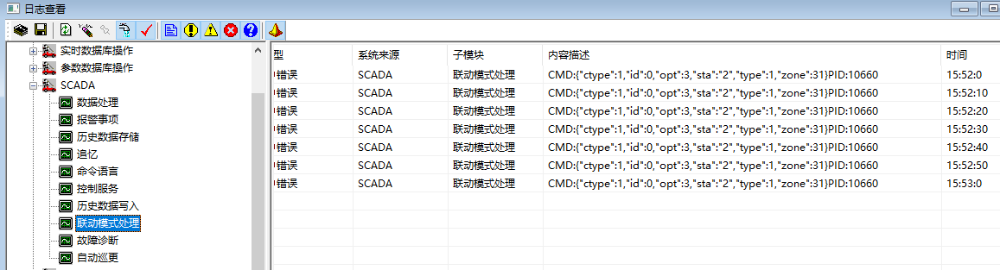 日志查看
实时数据库操作
参数数据库操作
SCADA
数据处理
报警事项
历史数据存储
追忆
命令语言
控制服务
历史数据写入
联动模式处理
故障诊断
自动巡更
型 系统来源 子模块 内容描述 时间
错误 SCADA 联动模式处理 CMD:{"ctype":1,"id":0,"opt":3,"sta":"2","type":1,"zone":31}PID:10660 15:52:0
错误 SCADA 联动模式处理 CMD:{"ctype":1,"id":0,"opt":3,"sta":"2","type":1,"zone":31}PID:10660 15:52:10
错误 SCADA 联动模式处理 CMD:{"ctype":1,"id":0,"opt":3,"sta":"2","type":1,"zone":31}PID:10660 15:52:20
错误 SCADA 联动模式处理 CMD:{"ctype":1,"id":0,"opt":3,"sta":"2","type":1,"zone":31}PID:10660 15:52:30
错误 SCADA 联动模式处理 CMD:{"ctype":1,"id":0,"opt":3,"sta":"2","type":1,"zone":31}PID:10660 15:52:40
错误 SCADA 联动模式处理 CMD:{"ctype":1,"id":0,"opt":3,"sta":"2","type":1,"zone":31}PID:10660 15:52:50
错误 SCADA 联动模式处理 CMD:{"ctype":1,"id":0,"opt":3,"sta":"2","type":1,"zone":31}PID:10660 15:53:0